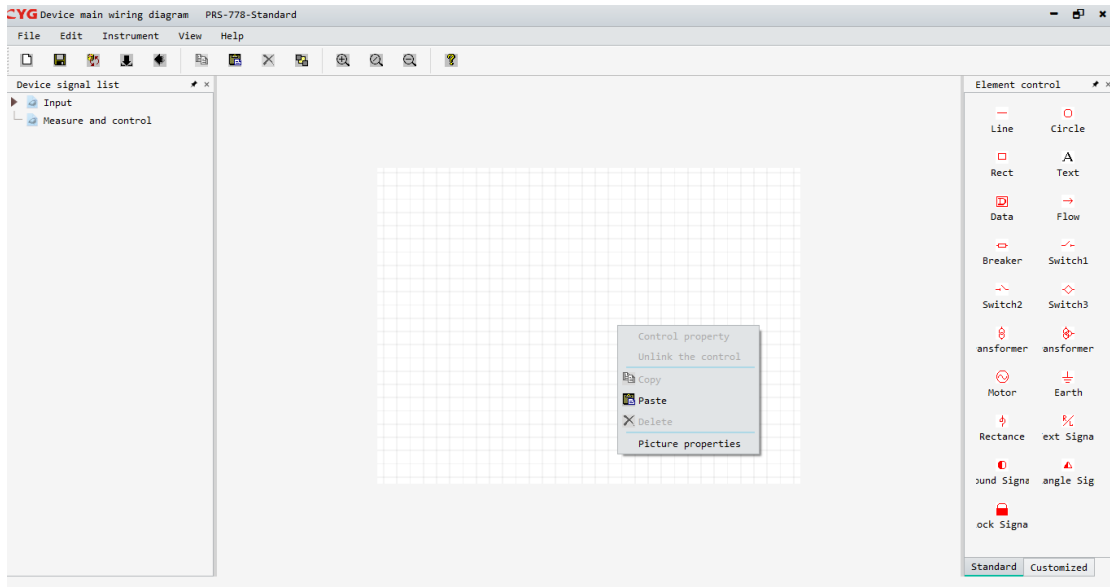 CYG Device main wiring diagram PRS-778-Standard
File Edit Instrument View Help
Device signal list
Input
Measure and control
Control property
Unlink the control
Copy
Paste
Delete
Picture properties
Element control
Line Circle
Rect Text
Data Flow
Breaker Switch1
Switch2 Switch3
ansformer ansformer
Motor Earth
Rectance ext Signa
ound Signa angle Sig
ock Signa
Standard Customized